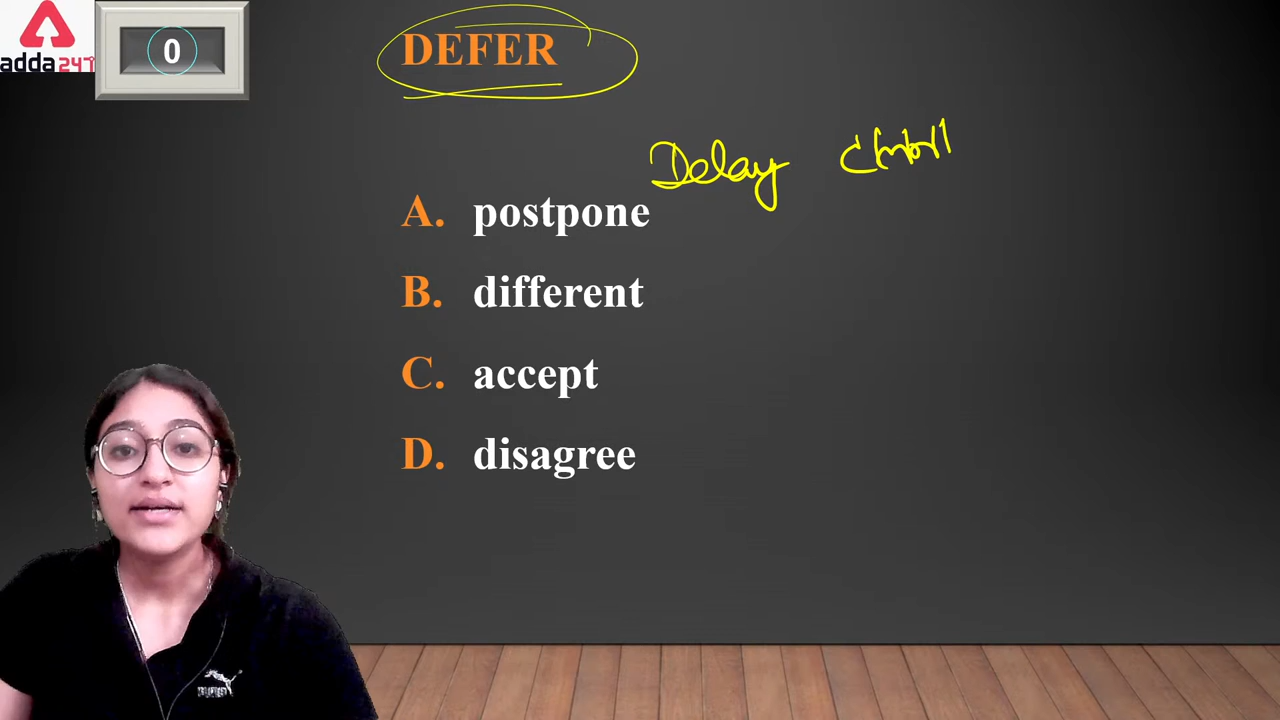 adda247
0
DEFER
Delay
A. postpone
B. different
C. accept
D. disagree